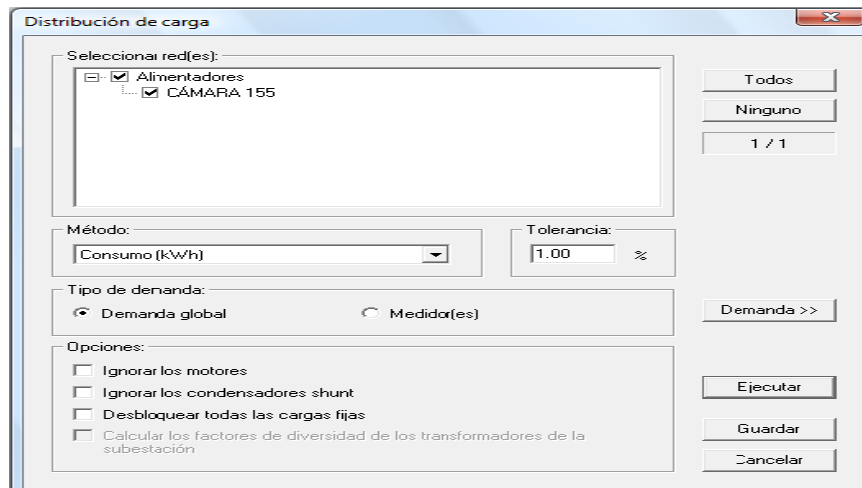 Distribución de carga
Seleccionar red(es):
Alimentadores
CÁMARA 155
Todos
Ninguno
1 / 1
Método:
Consumo (kWh)
Tolerancia:
1.00 %
Tipo de demanda:
Demanda global
Medidor(es)
Demanda >>
Opciones:
Ignorar los motores
Ignorar los condensadores shunt
Desbloquear todas las cargas fijas
Calcular los factores de diversidad de los transformadores de la
subestación
Ejecutar
Guardar
Cancelar